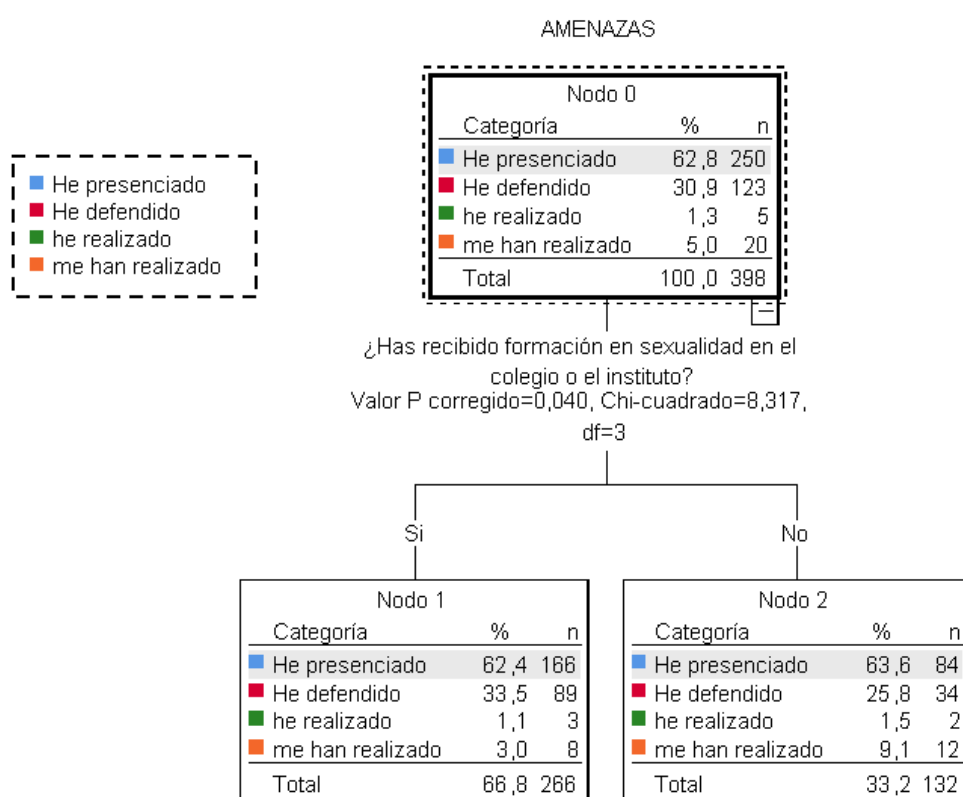 AMENAZAS
He presenciado
He defendido
he realizado
me han realizado
Nodo 0
Categoría % n
He presenciado 62,8 250
He defendido 30,9 123
he realizado 1,3 5
me han realizado 5,0 20
Total 100,0 398
¿Has recibido formación en sexualidad en el
colegio o el instituto?
Valor P corregido=0,040, Chi-cuadrado=8,317,
df=3
Si
No
Nodo 1
Categoría % n
He presenciado 62,4 166
He defendido 33,5 89
he realizado 1,1 3
me han realizado 3,0 8
Total 66,8 266
Nodo 2
Categoría % n
He presenciado 63,6 84
He defendido 25,8 34
he realizado 1,5 2
me han realizado 9,1 12
Total 33,2 132